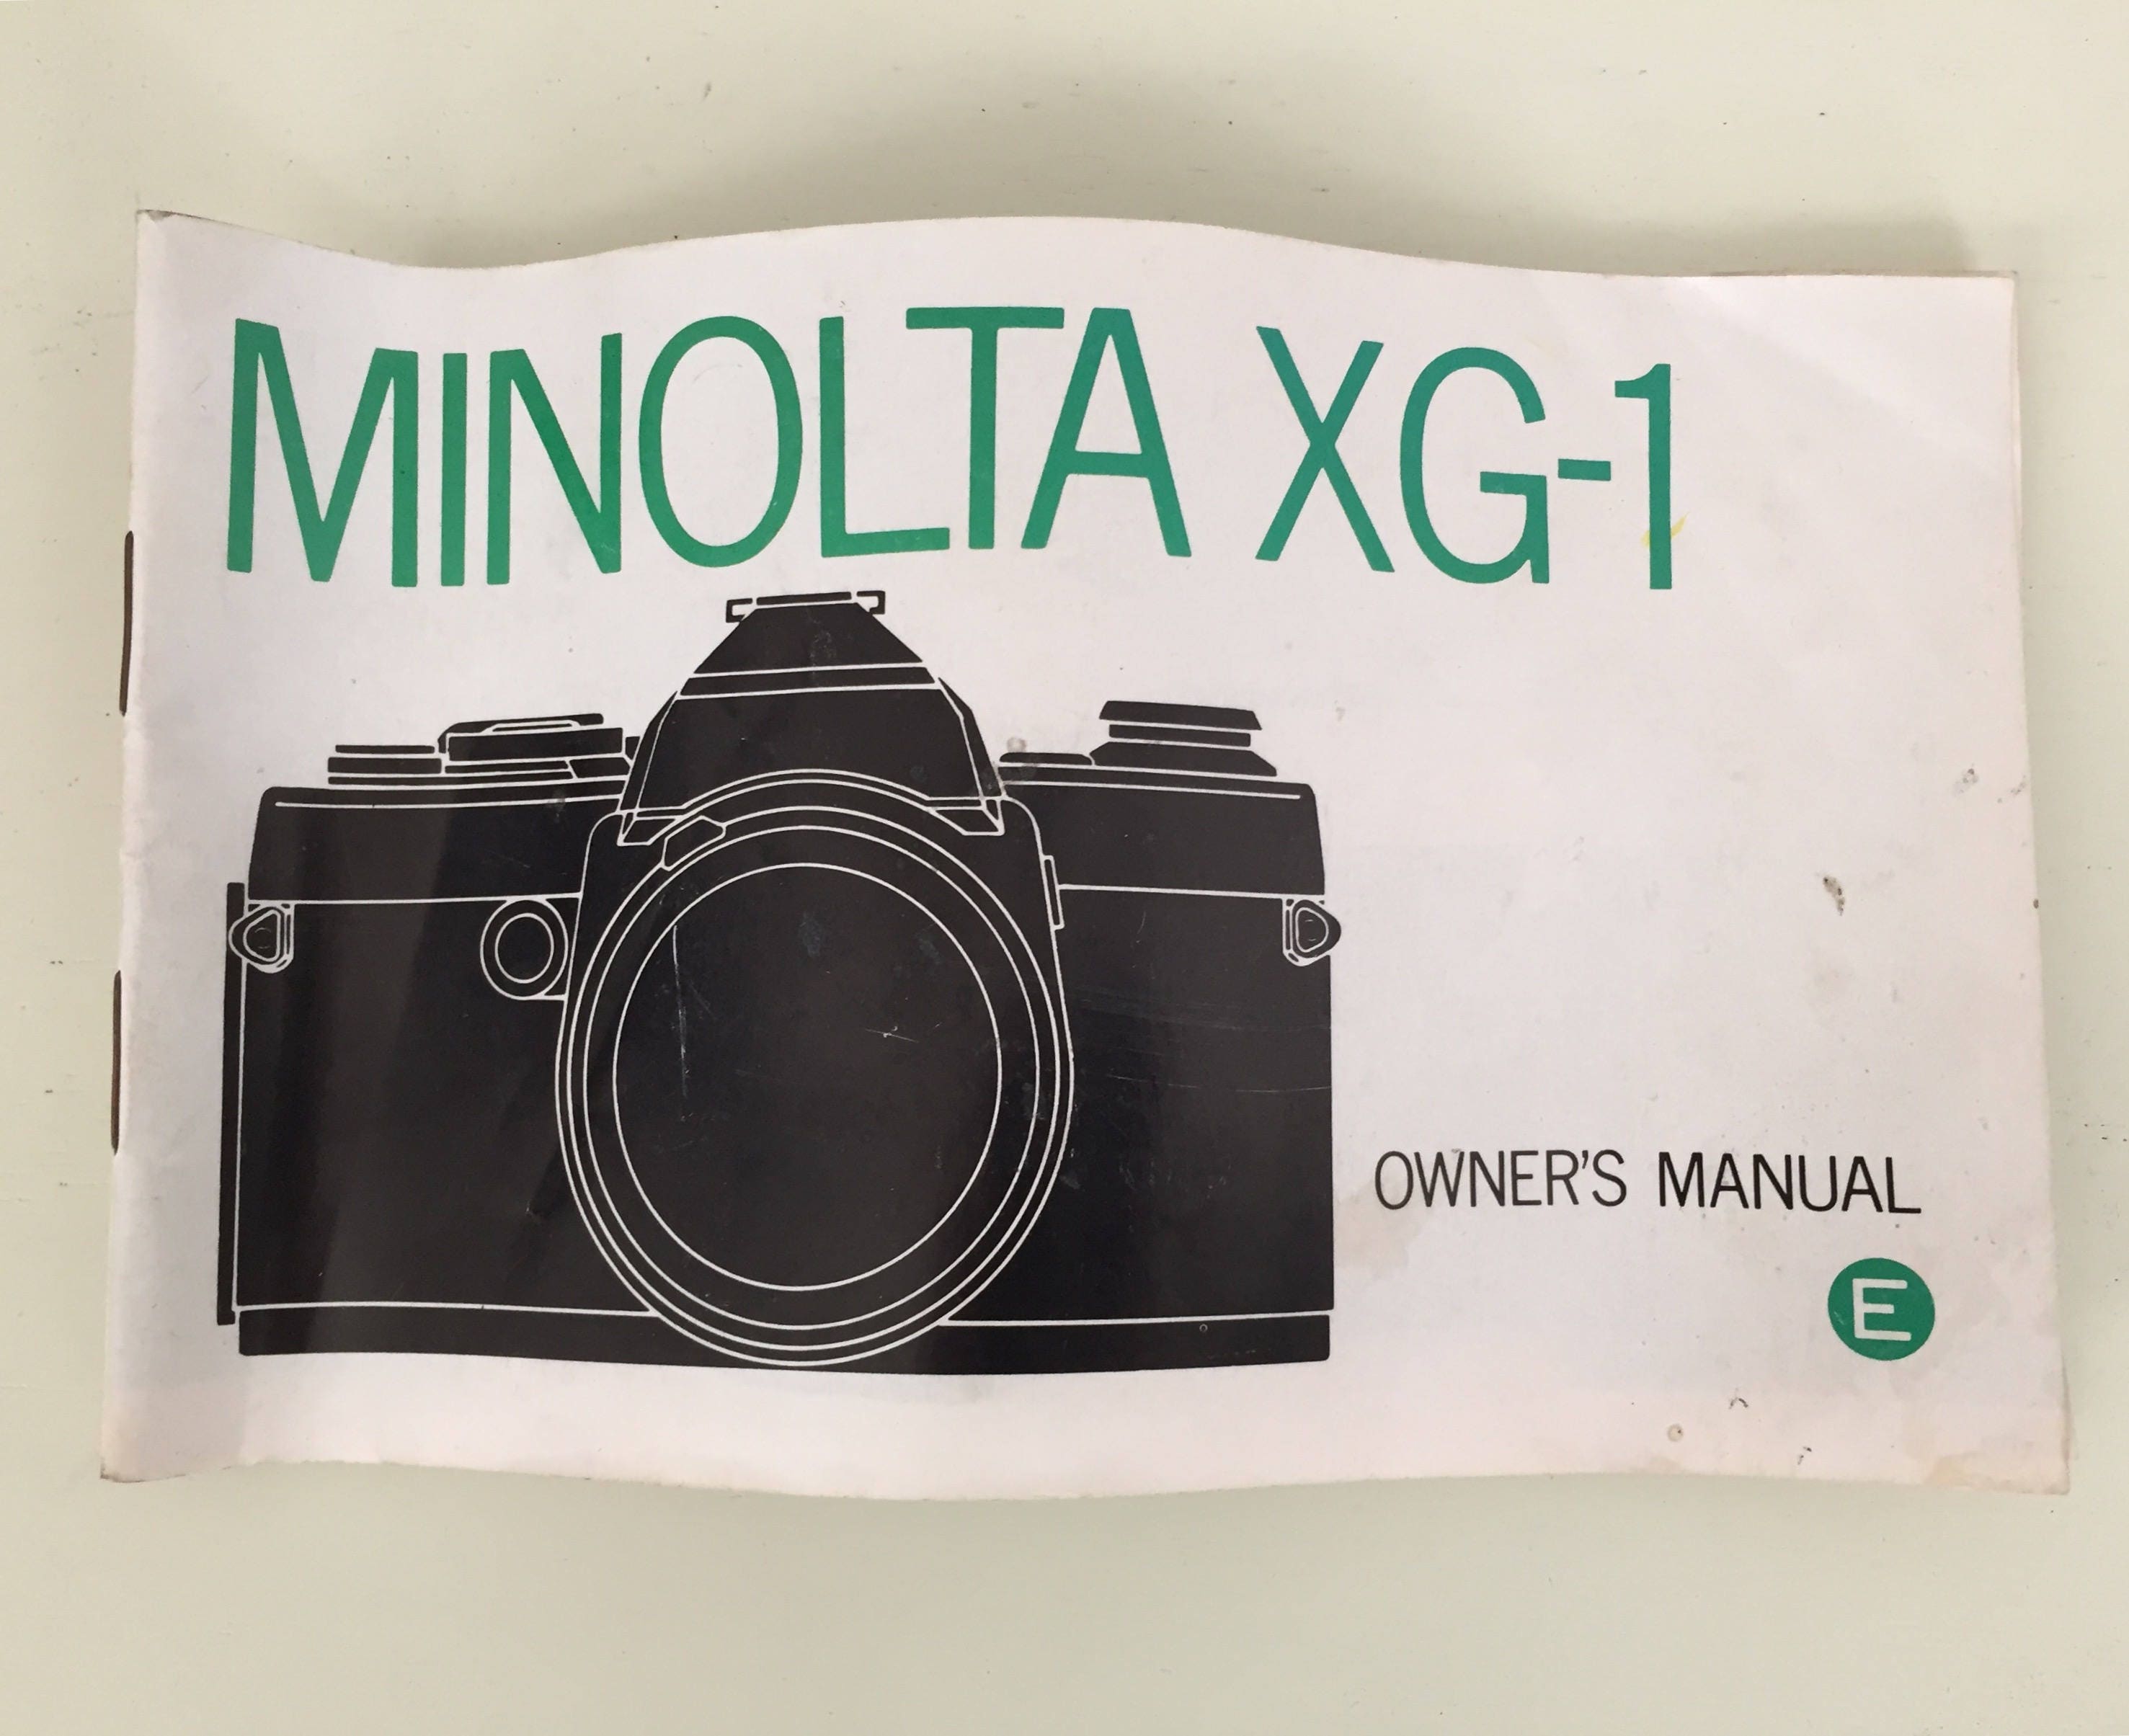 MINOLTA XG-1
OWNER'S MANUAL
E